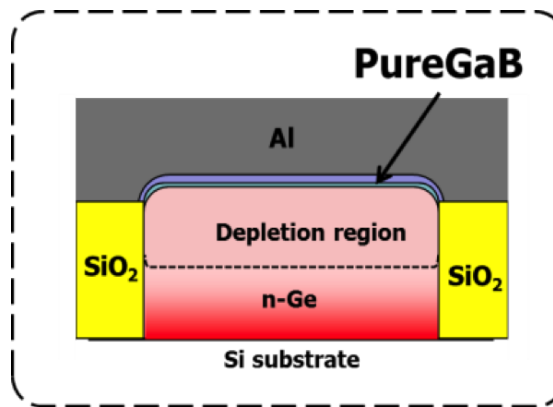 PureGaB
Al
Depletion region
SiO₂
SiO₂
n-Ge
Si substrate